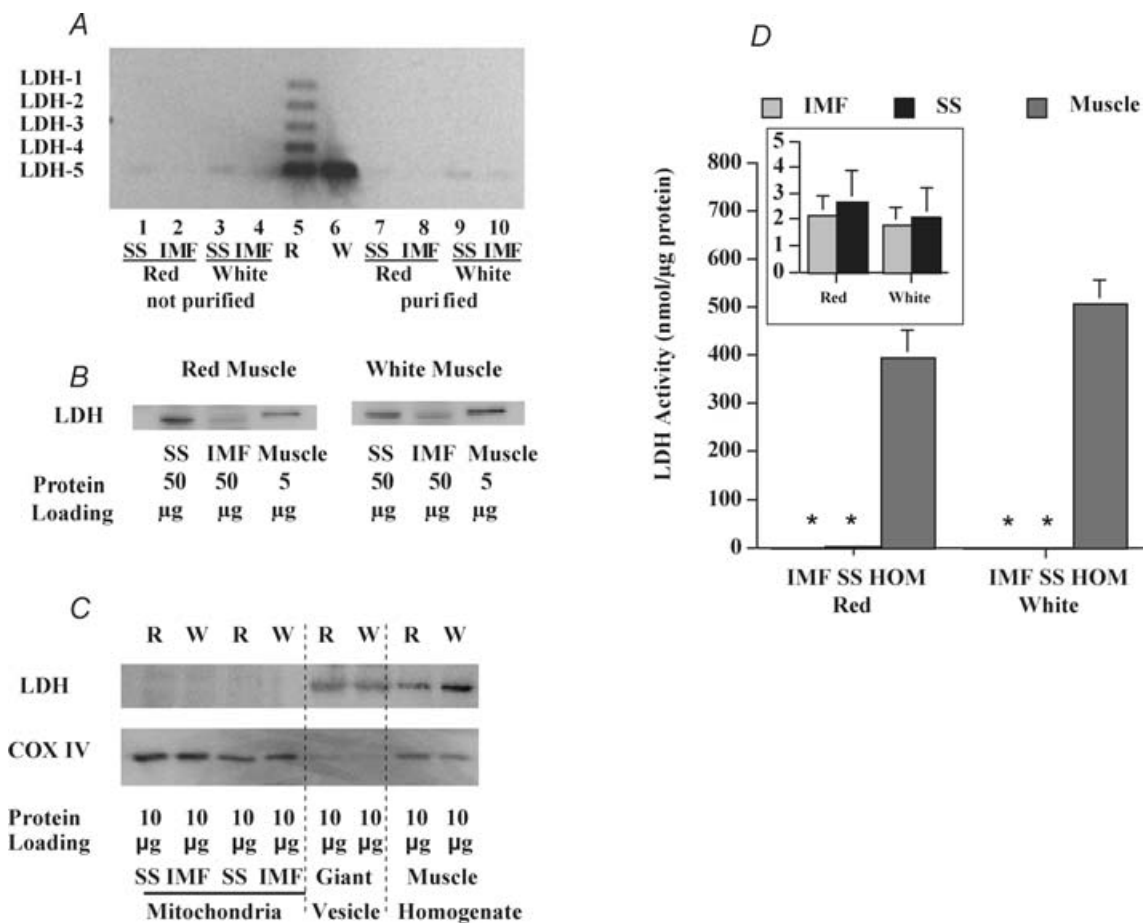 A
LDH-1
LDH-2
LDH-3
LDH-4
LDH-5
1 2 3 4 5 6 7 8 9 10
SS IMF SS IMF R W SS IMF SS IMF
Red White Red White
not purified purified
B
Red Muscle White Muscle
LDH
SS IMF Muscle SS IMF Muscle
Protein 50 50 5 50 50 5
Loading µg µg µg µg µg µg
C
R W R W R W R W
LDH
COX IV
Protein 10 10 10 10 10 10 10 10
Loading µg µg µg µg µg µg µg µg
SS IMF SS IMF Giant Muscle
Mitochondria Vesicle Homogenate
D
IMF SS Muscle
LDH Activity (nmol/µg protein)
800
700
600
500
400
300
200
100
0
5
4
3
2
1
0
Red White
* * * *
IMF SS HOM IMF SS HOM
Red White